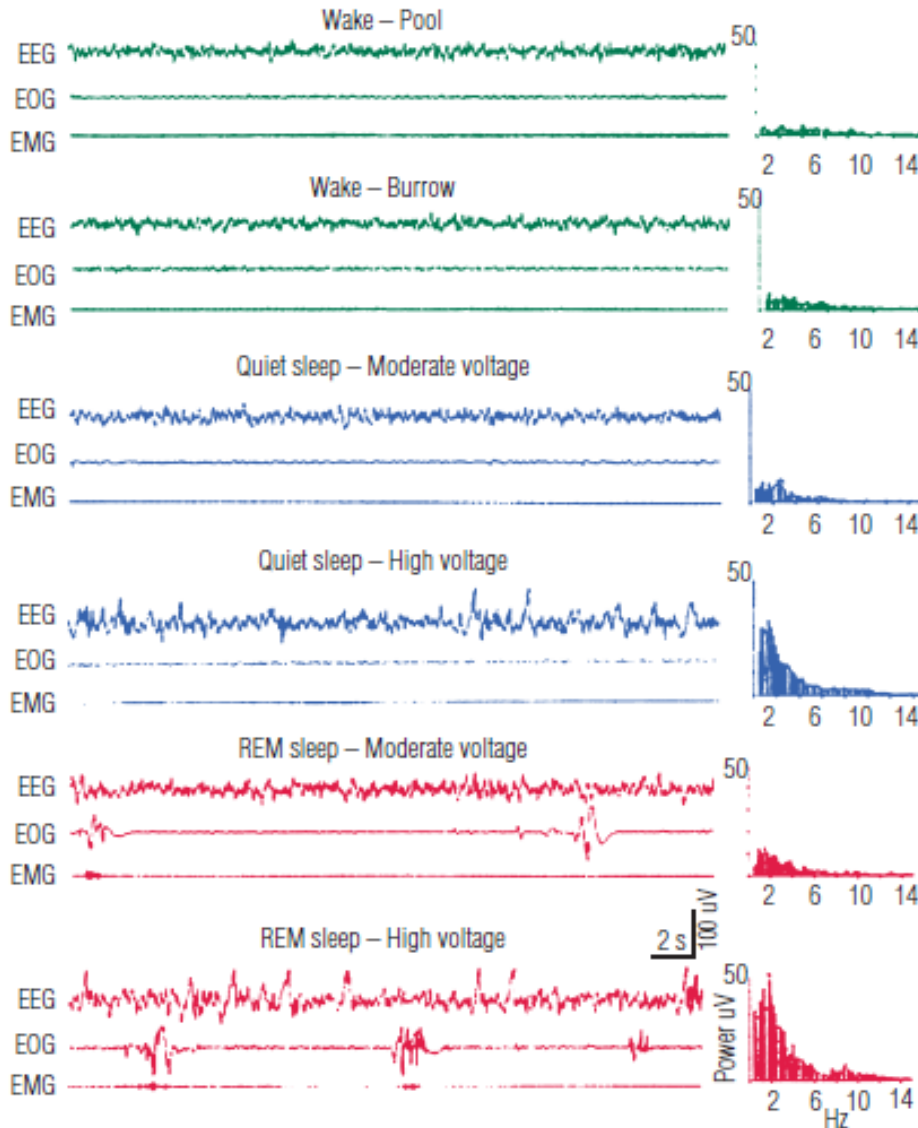 Wake – Pool
EEG
EOG
EMG
50
2 6 10 14
Wake – Burrow
EEG
EOG
EMG
50
2 6 10 14
Quiet sleep – Moderate voltage
EEG
EOG
EMG
50
2 6 10 14
Quiet sleep – High voltage
EEG
EOG
EMG
50
2 6 10 14
REM sleep – Moderate voltage
EEG
EOG
EMG
50
2 6 10 14
REM sleep – High voltage
2 s
100 uV
EEG
EOG
EMG
50
Power uV
2 6 10 14
Hz